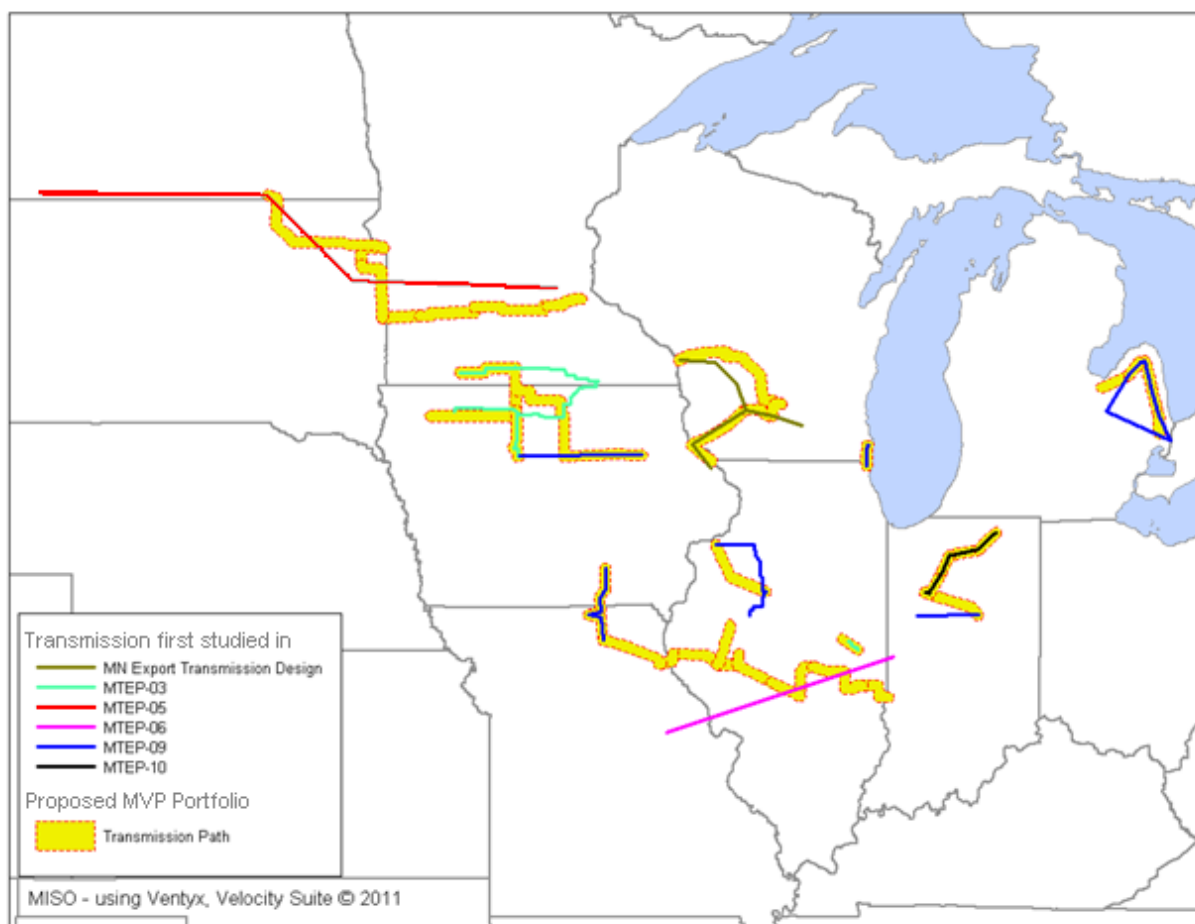 Transmission first studied in
MN Export Transmission Design
MTEP-03
MTEP-05
MTEP-06
MTEP-09
MTEP-10
Proposed MVP Portfolio
Transmission Path
MISO - using Ventyx, Velocity Suite © 2011